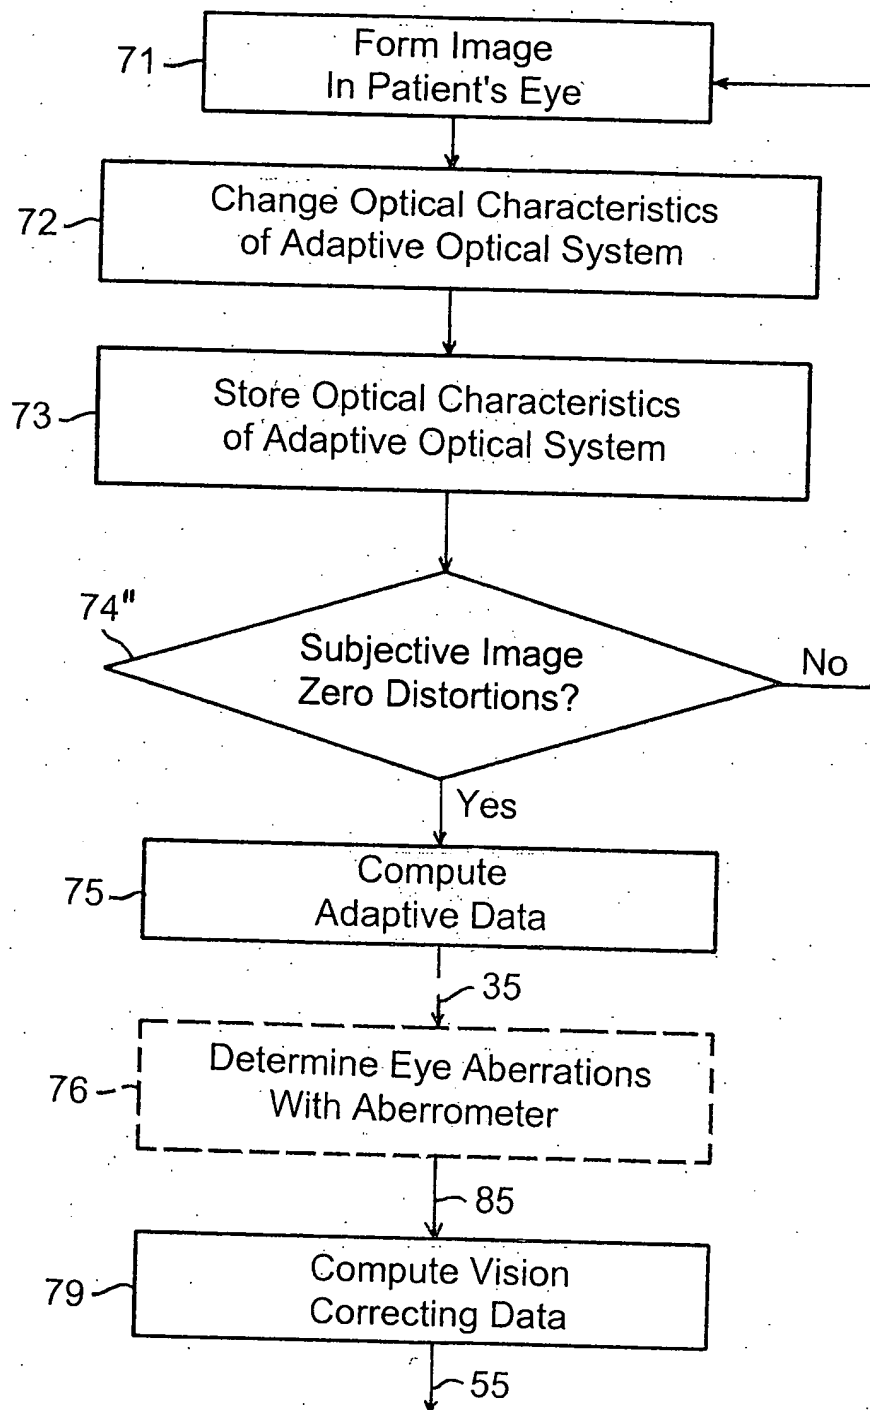 71
Form Image
In Patient's Eye
72
Change Optical Characteristics
of Adaptive Optical System
73
Store Optical Characteristics
of Adaptive Optical System
74"
Subjective Image
Zero Distortions?
No
Yes
75
Compute
Adaptive Data
35
76
Determine Eye Aberrations
With Aberrometer
85
79
Compute Vision
Correcting Data
55